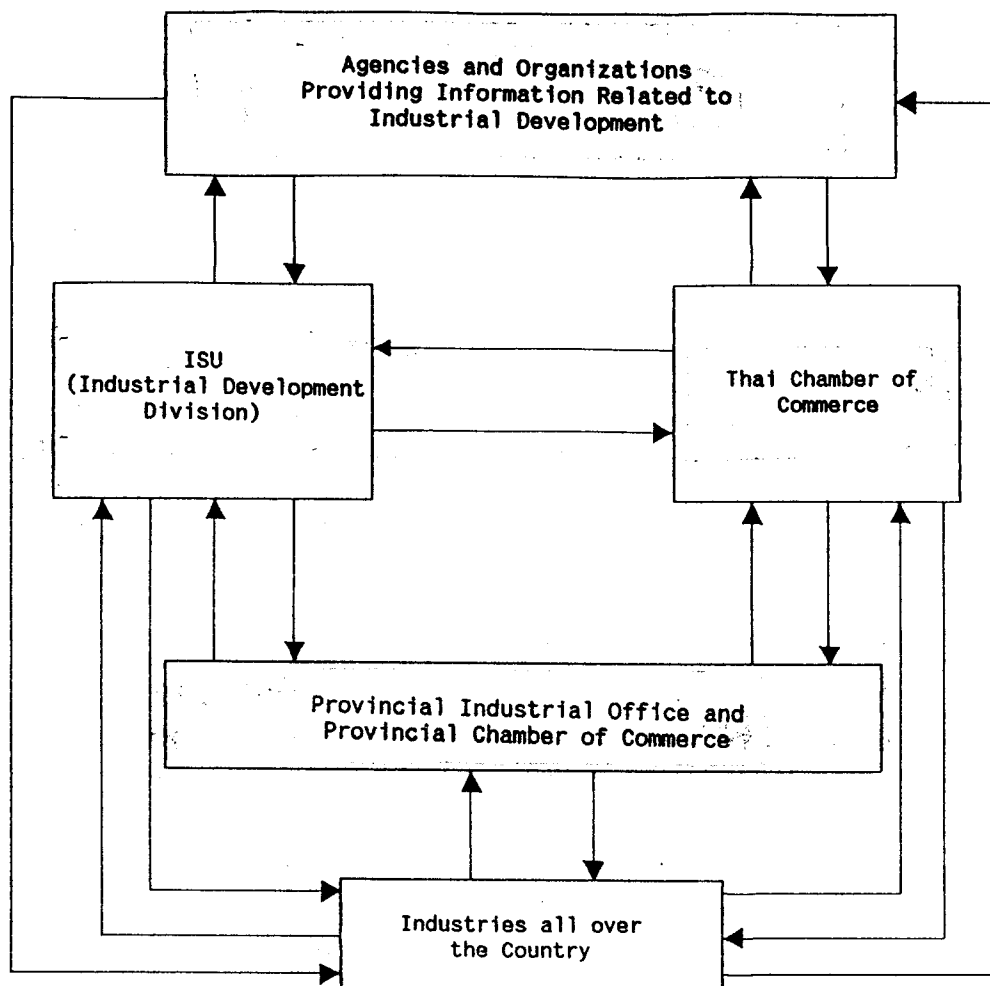 Agencies and Organizations
Providing Information Related to
Industrial Development
ISU
(Industrial Development
Division)
Thai Chamber of
Commerce
Provincial Industrial Office and
Provincial Chamber of Commerce
Industries all over
the Country